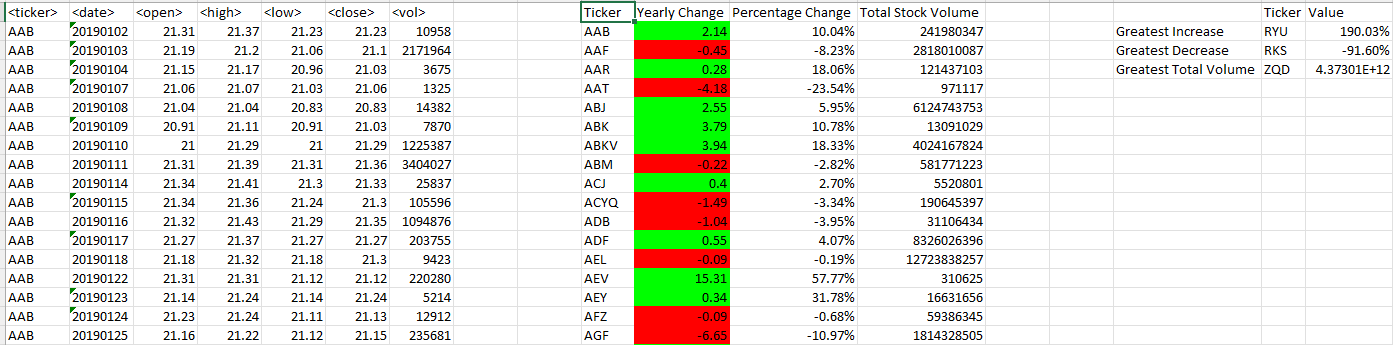 <ticker> <date> <open> <high> <low> <close> <vol> Ticker Yearly Change Percentage Change Total Stock Volume Ticker Value
AAB 20190102 21.31 21.37 21.23 21.23 10958 AAB 2.14 10.04% 241980347 Greatest Increase RYU 190.03%
AAB 20190103 21.19 21.2 21.06 21.1 2171964 AAF -0.45 -8.23% 2818010087 Greatest Decrease RKS -91.60%
AAB 20190104 21.15 21.17 20.96 21.03 3675 AAR 0.28 18.06% 121437103 Greatest Total Volume ZQD 4.37301E+12
AAB 20190107 21.06 21.07 21.03 21.06 1325 AAT -4.18 -23.54% 971117
AAB 20190108 21.04 21.04 20.83 20.83 14382 ABJ 2.55 5.95% 6124743753
AAB 20190109 20.91 21.11 20.91 21.03 7870 ABK 3.79 10.78% 13091029
AAB 20190110 21 21.29 21 21.29 1225387 ABKV 3.94 18.33% 4024167824
AAB 20190111 21.31 21.39 21.31 21.36 3404027 ABM -0.22 -2.82% 581771223
AAB 20190114 21.34 21.41 21.3 21.33 25837 ACJ 0.4 2.70% 5520801
AAB 20190115 21.34 21.36 21.24 21.3 105596 ACYQ -1.49 -3.34% 190645397
AAB 20190116 21.32 21.43 21.29 21.35 1094876 ADB -1.04 -3.95% 31106434
AAB 20190117 21.27 21.37 21.27 21.27 203755 ADF 0.55 4.07% 8326026396
AAB 20190118 21.18 21.32 21.18 21.3 9423 AEL -0.09 -0.19% 12723838257
AAB 20190122 21.31 21.31 21.12 21.12 220280 AEV 15.31 57.77% 310625
AAB 20190123 21.14 21.24 21.14 21.24 5214 AEY 0.34 31.78% 16631656
AAB 20190124 21.23 21.24 21.11 21.13 12912 AFZ -0.09 -0.68% 59386345
AAB 20190125 21.16 21.22 21.12 21.15 235681 AGF -6.65 -10.97% 1814328505